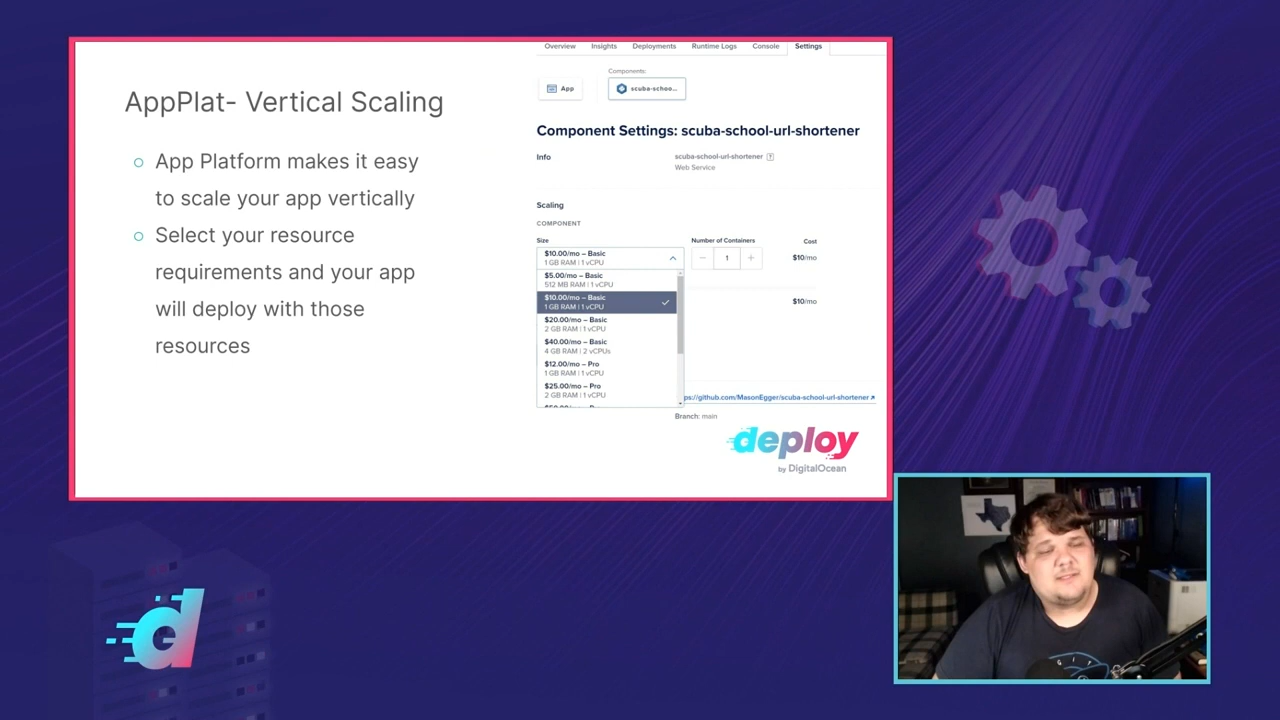 AppPlat- Vertical Scaling
App Platform makes it easy
to scale your app vertically
Select your resource
requirements and your app
will deploy with those
resources
Overview Insights Deployments Runtime Logs Console Settings
Components:
App
scuba-schoo...
Component Settings: scuba-school-url-shortener
Info
scuba-school-url-shortener
Web Service
Scaling
COMPONENT
Size
Number of Containers
Cost
$10.00/mo – Basic
1 GB RAM | 1 vCPU
1
$10/mo
$5.00/mo – Basic
512 MB RAM | 1 vCPU
$10.00/mo – Basic
1 GB RAM | 1 vCPU
$10/mo
$20.00/mo – Basic
2 GB RAM | 1 vCPU
$40.00/mo – Basic
4 GB RAM | 2 vCPUs
$12.00/mo – Pro
1 GB RAM | 1 vCPU
$25.00/mo – Pro
2 GB RAM | 1 vCPU
ps://github.com/MasonEgger/scuba-school-url-shortener
Branch: main
deploy
by DigitalOcean
d